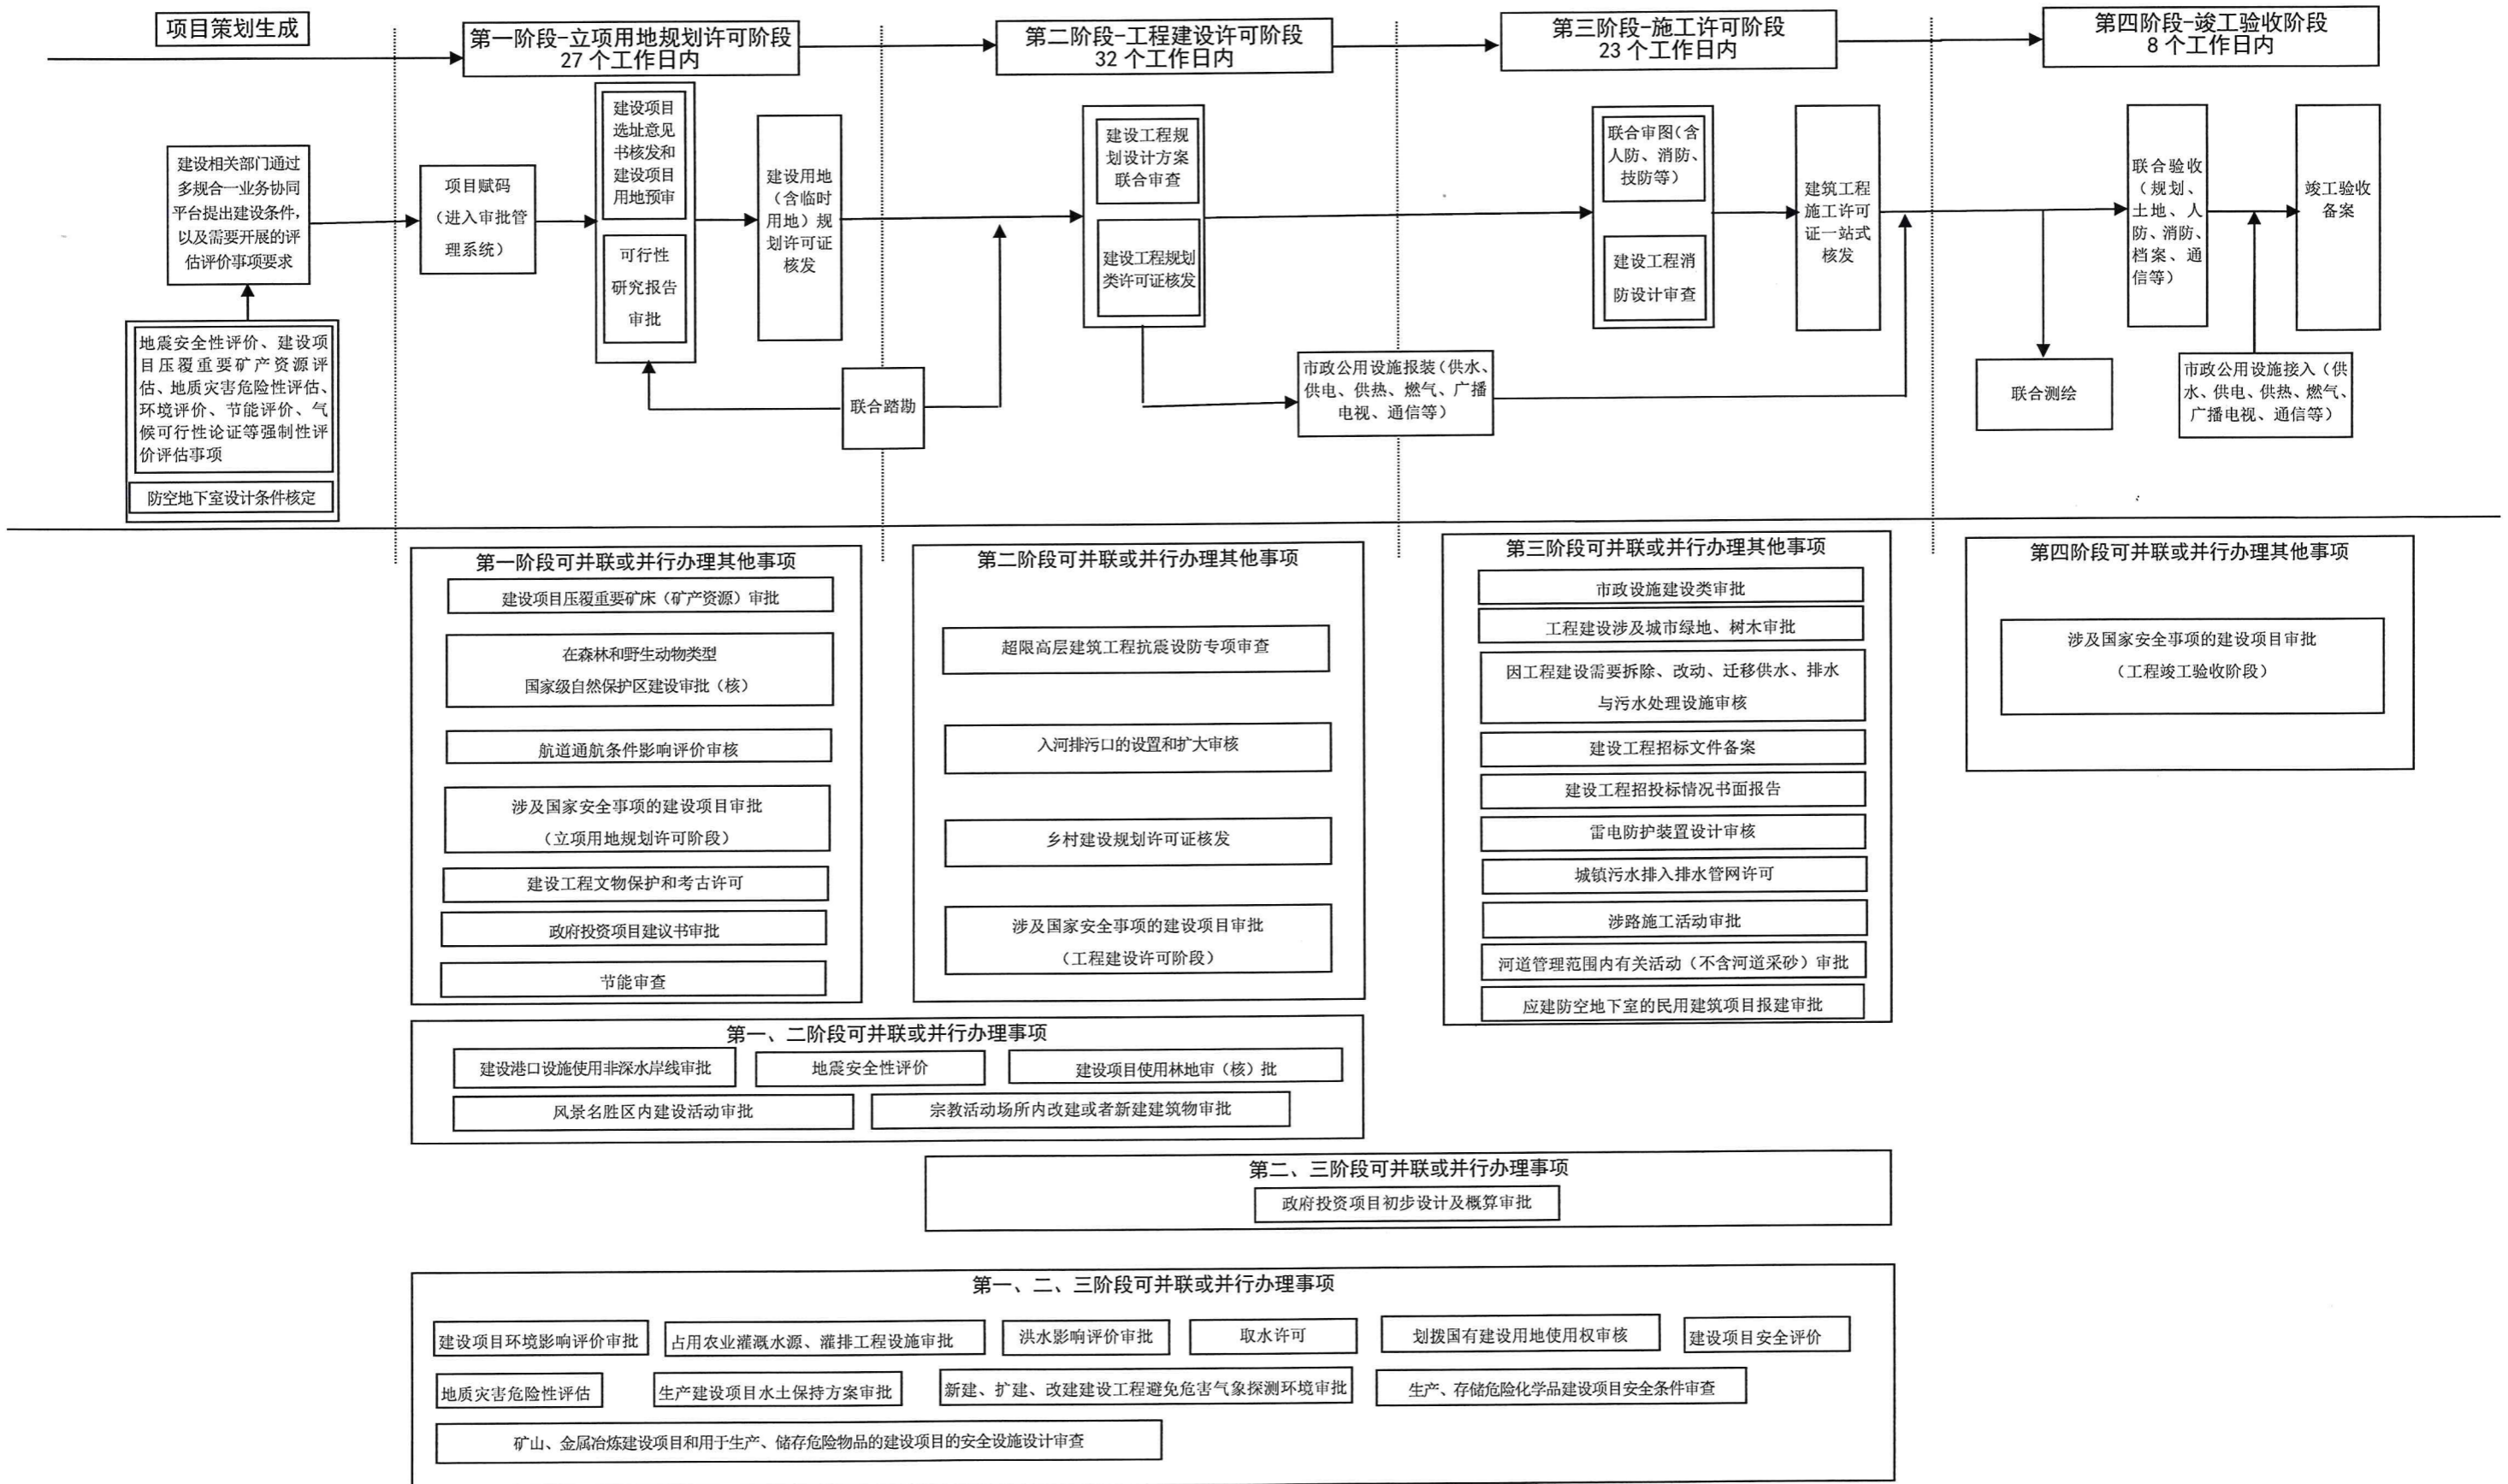 项目策划生成
第一阶段-立项用地规划许可阶段
27 个工作日内
第二阶段-工程建设许可阶段
32 个工作日内
第三阶段-施工许可阶段
23 个工作日内
第四阶段-竣工验收阶段
8 个工作日内
建设相关部门通过
多规合一业务协同
平台提出建设条件，
以及需要开展的评
估评价事项要求
地震安全性评价、建设项
目压覆重要矿产资源评
估、地质灾害危险性评估、
环境评价、节能评价、气
候可行性论证等强制性评
价评估事项
防空地下室设计条件核定
项目赋码
（进入审批管
理系统）
建设项目
选址意见
书核发和
建设项目
用地预审
可行性
研究报告
审批
建设用地
（含临时
用地）规
划许可证
核发
联合踏勘
建设工程规
划设计方案
联合审查
建设工程规划
类许可证核发
市政公用设施报装（供水、
供电、供热、燃气、广播
电视、通信等）
联合审图（含
人防、消防、
技防等）
建设工程消
防设计审查
建筑工程
施工许可
证一站式
核发
联合验收
（规划、
土地、人
防、消防、
档案、通
信等）
竣工验收
备案
联合测绘
市政公用设施接入（供
水、供电、供热、燃气、
广播电视、通信等）
第一阶段可并联或并行办理其他事项
建设项目压覆重要矿床（矿产资源）审批
在森林和野生动物类型
国家级自然保护区建设审批（核）
航道通航条件影响评价审核
涉及国家安全事项的建设项目审批
（立项用地规划许可阶段）
建设工程文物保护和考古许可
政府投资项目建议书审批
节能审查
第二阶段可并联或并行办理其他事项
超限高层建筑工程抗震设防专项审查
入河排污口的设置和扩大审核
乡村建设规划许可证核发
涉及国家安全事项的建设项目审批
（工程建设许可阶段）
第三阶段可并联或并行办理其他事项
市政设施建设类审批
工程建设涉及城市绿地、树木审批
因工程建设需要拆除、改动、迁移供水、排水
与污水处理设施审核
建设工程招标文件备案
建设工程招投标情况书面报告
雷电防护装置设计审核
城镇污水排入排水管网许可
涉路施工活动审批
河道管理范围内有关活动（不含河道采砂）审批
应建防空地下室的民用建筑项目报建审批
第四阶段可并联或并行办理其他事项
涉及国家安全事项的建设项目审批
（工程竣工验收阶段）
第一、二阶段可并联或并行办理事项
建设港口设施使用非深水岸线审批
地震安全性评价
建设项目使用林地审（核）批
风景名胜区内建设活动审批
宗教活动场所内改建或者新建建筑物审批
第二、三阶段可并联或并行办理事项
政府投资项目初步设计及概算审批
第一、二、三阶段可并联或并行办理事项
建设项目环境影响评价审批
占用农业灌溉水源、灌排工程设施审批
洪水影响评价审批
取水许可
划拨国有建设用地使用权审核
建设项目安全评价
地质灾害危险性评估
生产建设项目水土保持方案审批
新建、扩建、改建建设工程避免危害气象探测环境审批
生产、存储危险化学品建设项目安全条件审查
矿山、金属冶炼建设项目和用于生产、储存危险物品的建设项目的安全设施设计审查